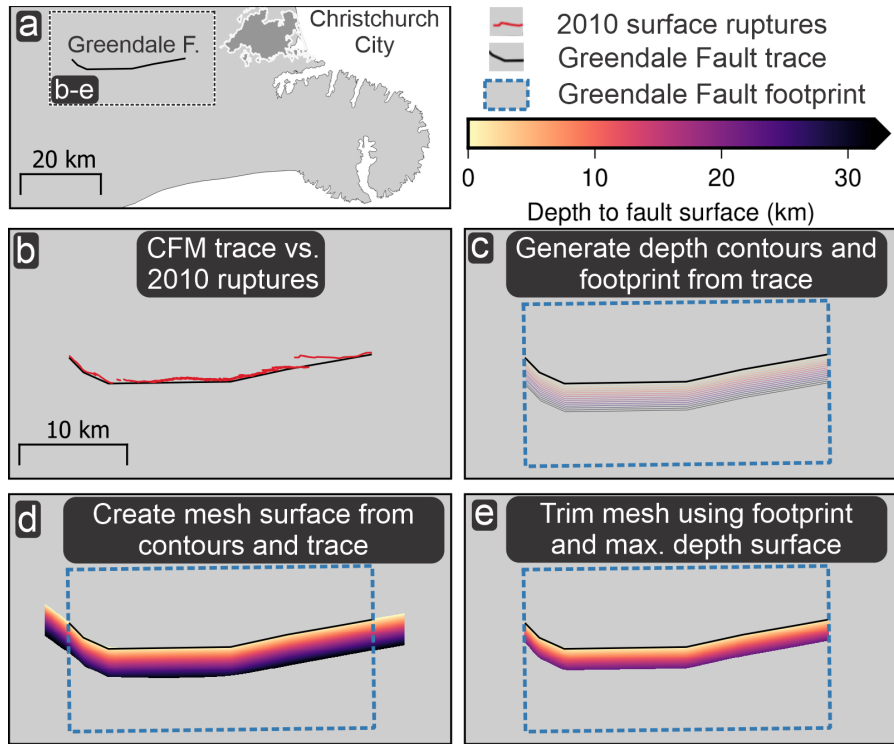 a
Greendale F.
b-e
20 km
Christchurch
City
2010 surface ruptures
Greendale Fault trace
Greendale Fault footprint
0 10 20 30
Depth to fault surface (km)
b
CFM trace vs.
2010 ruptures
10 km
c
Generate depth contours and
footprint from trace
d
Create mesh surface from
contours and trace
e
Trim mesh using footprint
and max. depth surface